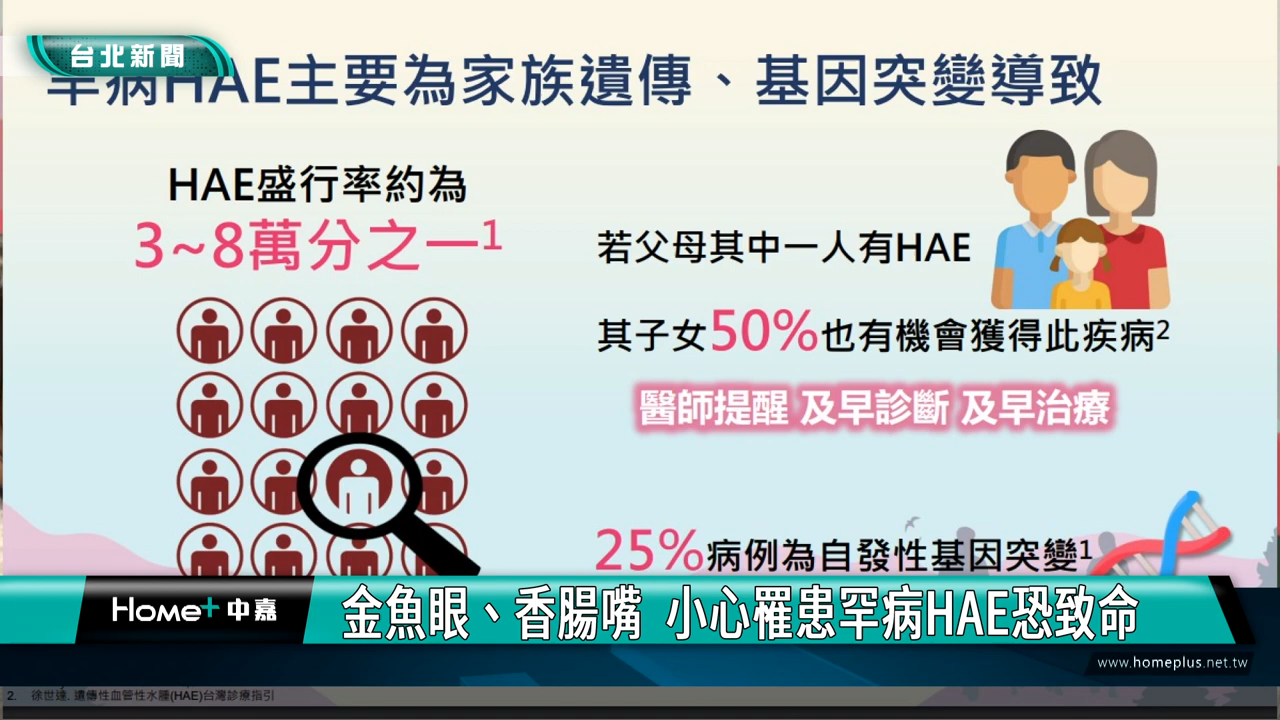 台北新聞
罕病HAE主要為家族遺傳、基因突變導致
HAE盛行率約為
3~8萬分之一1
若父母其中一人有HAE
其子女50%也有機會獲得此疾病2
醫師提醒 及早診斷 及早治療
25%病例為自發性基因突變1
Home+中嘉
金魚眼、香腸嘴 小心罹患罕病HAE恐致命
www.homeplus.net.tw
2. 徐世達. 遺傳性血管性水腫(HAE)台灣診療指引